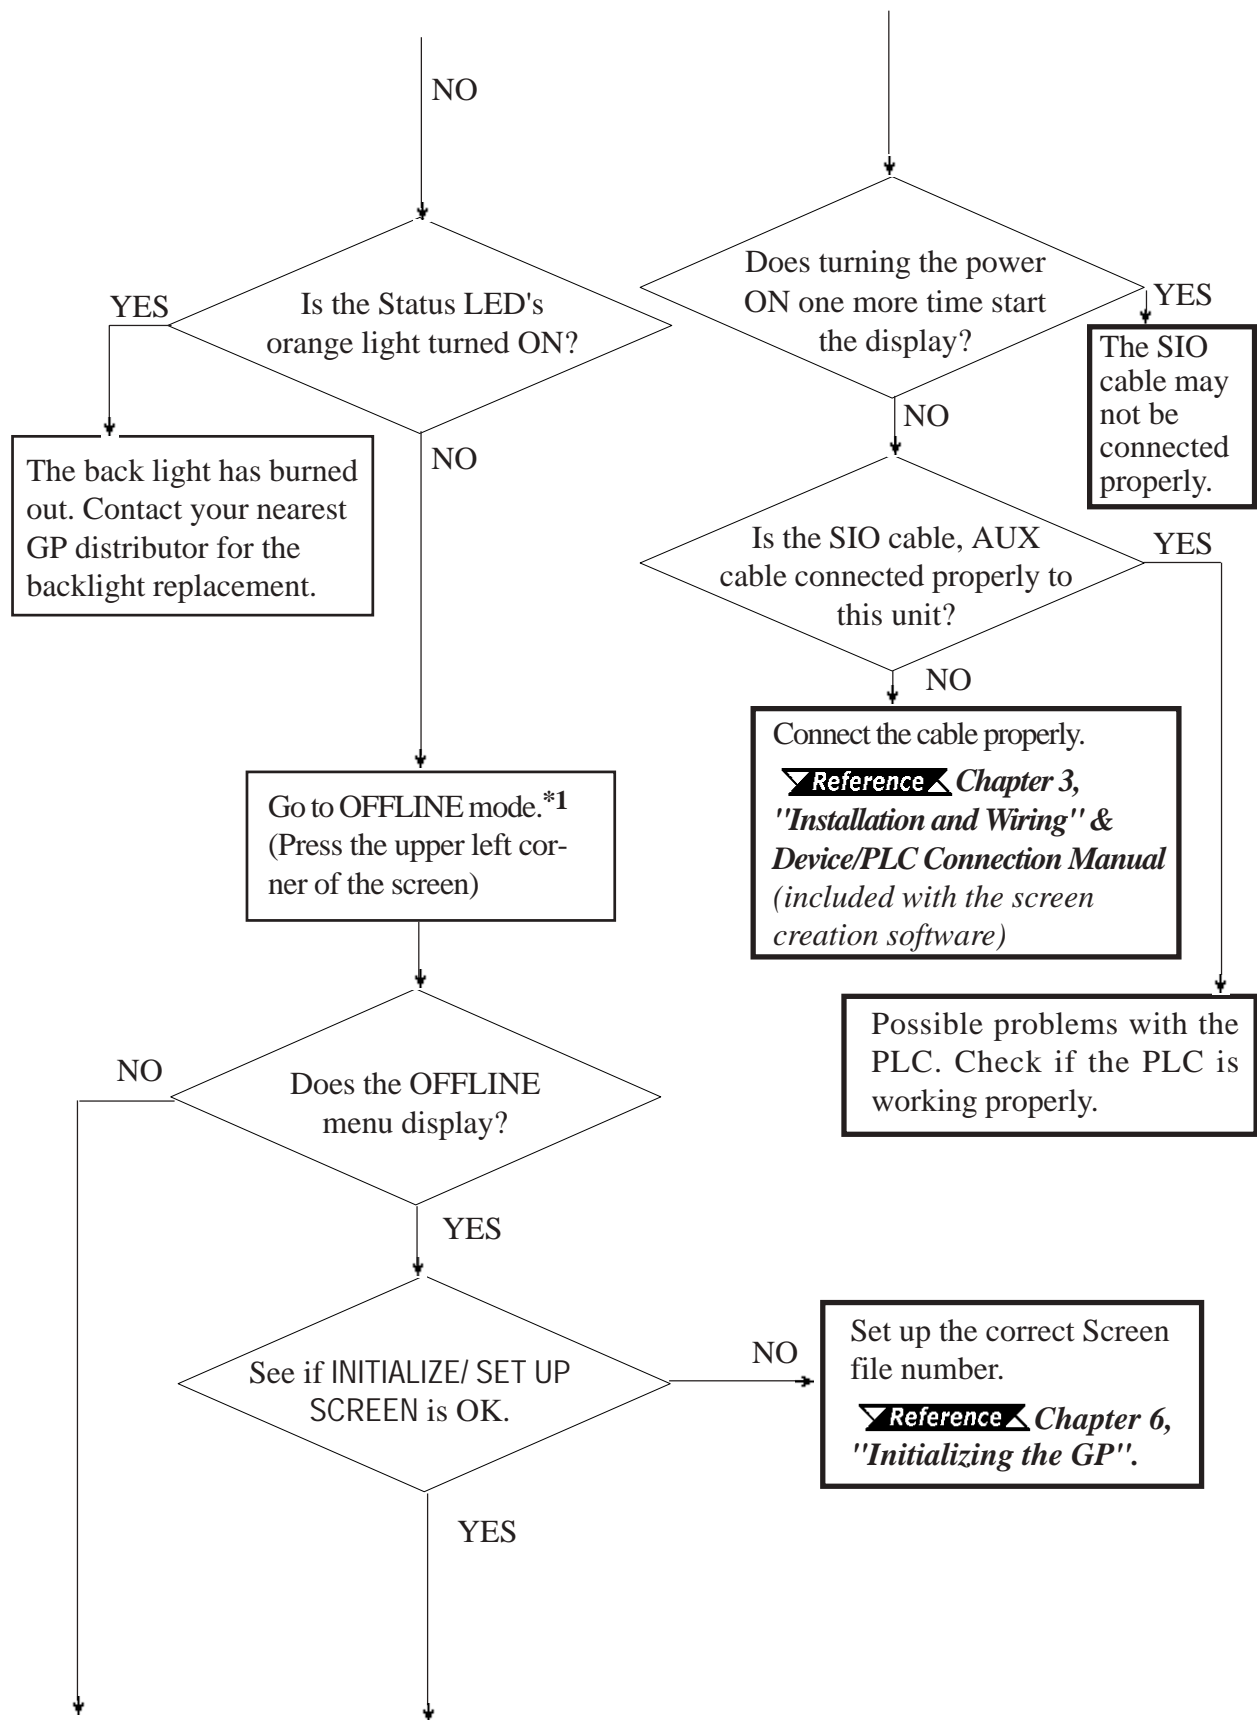 NO
Is the Status LED's
orange light turned ON?
YES
NO
The back light has burned
out. Contact your nearest
GP distributor for the
backlight replacement.
Go to OFFLINE mode.*1
(Press the upper left cor-
ner of the screen)
Does the OFFLINE
menu display?
NO
YES
See if INITIALIZE/ SET UP
SCREEN is OK.
NO
YES
Set up the correct Screen
file number.
Reference Chapter 6,
"Initializing the GP".
Does turning the power
ON one more time start
the display?
YES
The SIO
cable may
not be
connected
properly.
NO
Is the SIO cable, AUX
cable connected properly to
this unit?
YES
NO
Connect the cable properly.
Reference Chapter 3,
"Installation and Wiring" &
Device/PLC Connection Manual
(included with the screen
creation software)
Possible problems with the
PLC. Check if the PLC is
working properly.